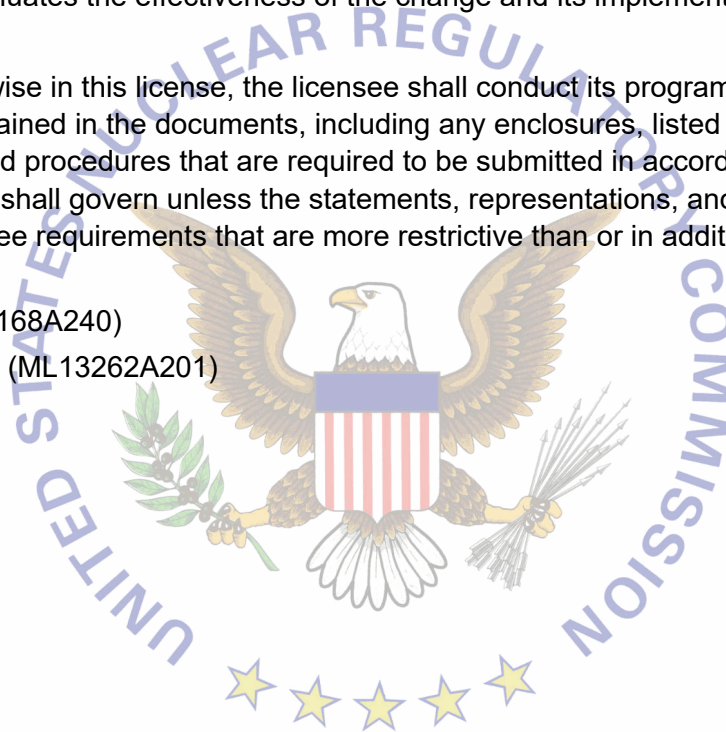 uates the effectiveness of the change and its implement
wise in this license, the licensee shall conduct its program
ained in the documents, including any enclosures, listed
d procedures that are required to be submitted in accord
shall govern unless the statements, representations, and
ee requirements that are more restrictive than or in addit
168A240)
(ML13262A201)
UNITED STATES NUCLEAR REGULATORY COMMISSION